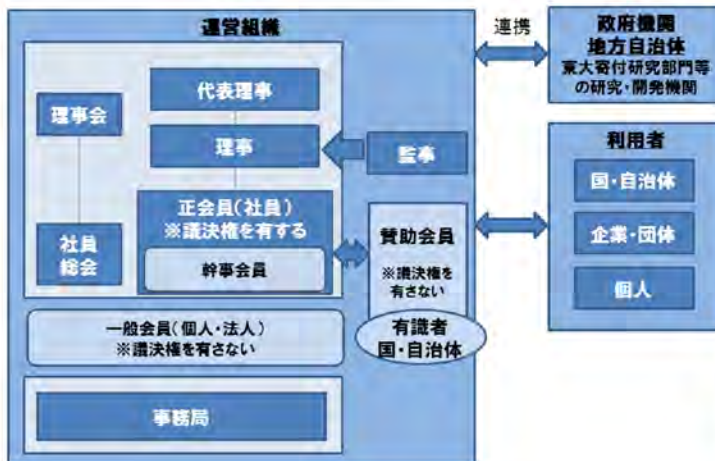 運営組織
代表理事
理事会
理事
監事
正会員(社員)
※議決権を有する
幹事会員
社員
総会
賛助会員
※議決権を
有さない
有識者
国・自治体
一般会員(個人・法人)
※議決権を有さない
事務局
連携
政府機関
地方自治体
東大寄付研究部門等
の研究・開発機関
利用者
国・自治体
企業・団体
個人